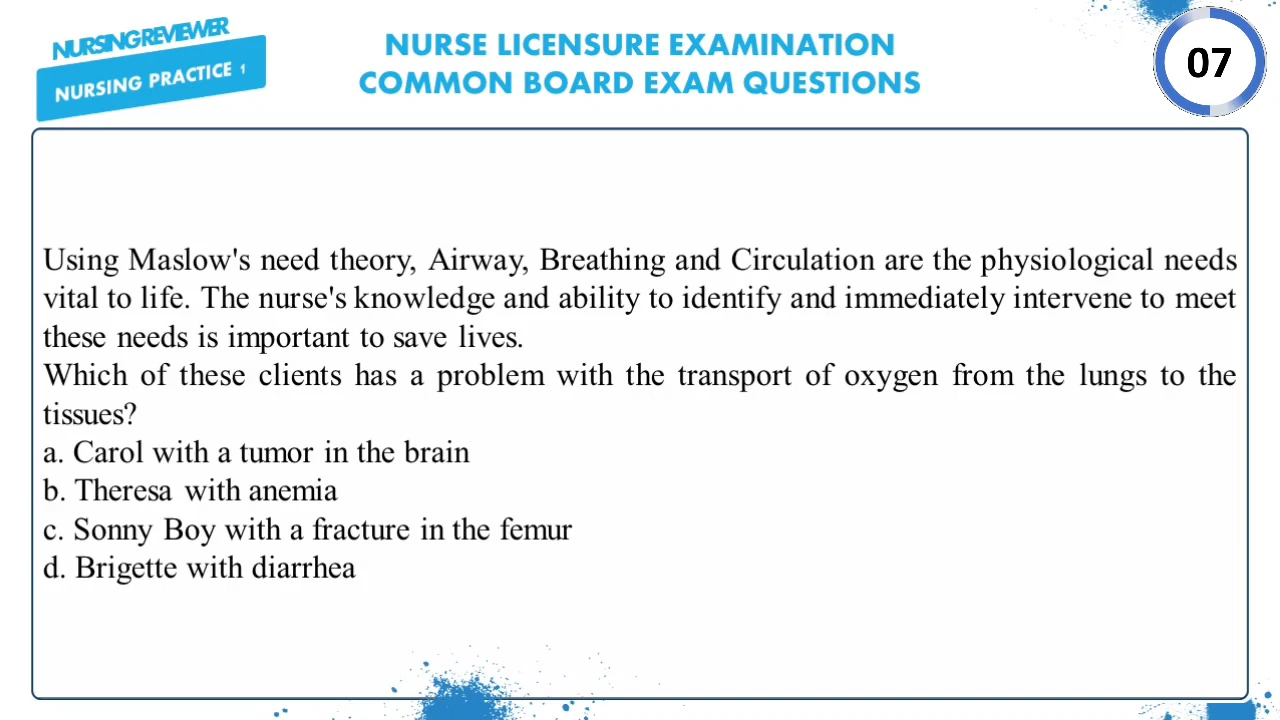 NURSINGREVIEWER
NURSING PRACTICE 1
NURSE LICENSURE EXAMINATION
COMMON BOARD EXAM QUESTIONS
07
Using Maslow's need theory, Airway, Breathing and Circulation are the physiological needs
vital to life. The nurse's knowledge and ability to identify and immediately intervene to meet
these needs is important to save lives.
Which of these clients has a problem with the transport of oxygen from the lungs to the
tissues?
a. Carol with a tumor in the brain
b. Theresa with anemia
c. Sonny Boy with a fracture in the femur
d. Brigette with diarrhea